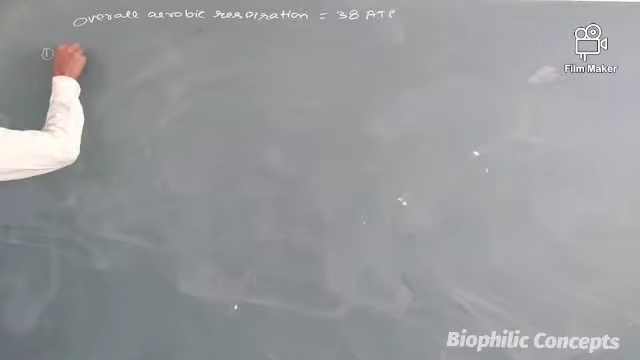 Overall aerobic respiration = 38 ATP
①
Film Maker
Biophilic Concepts